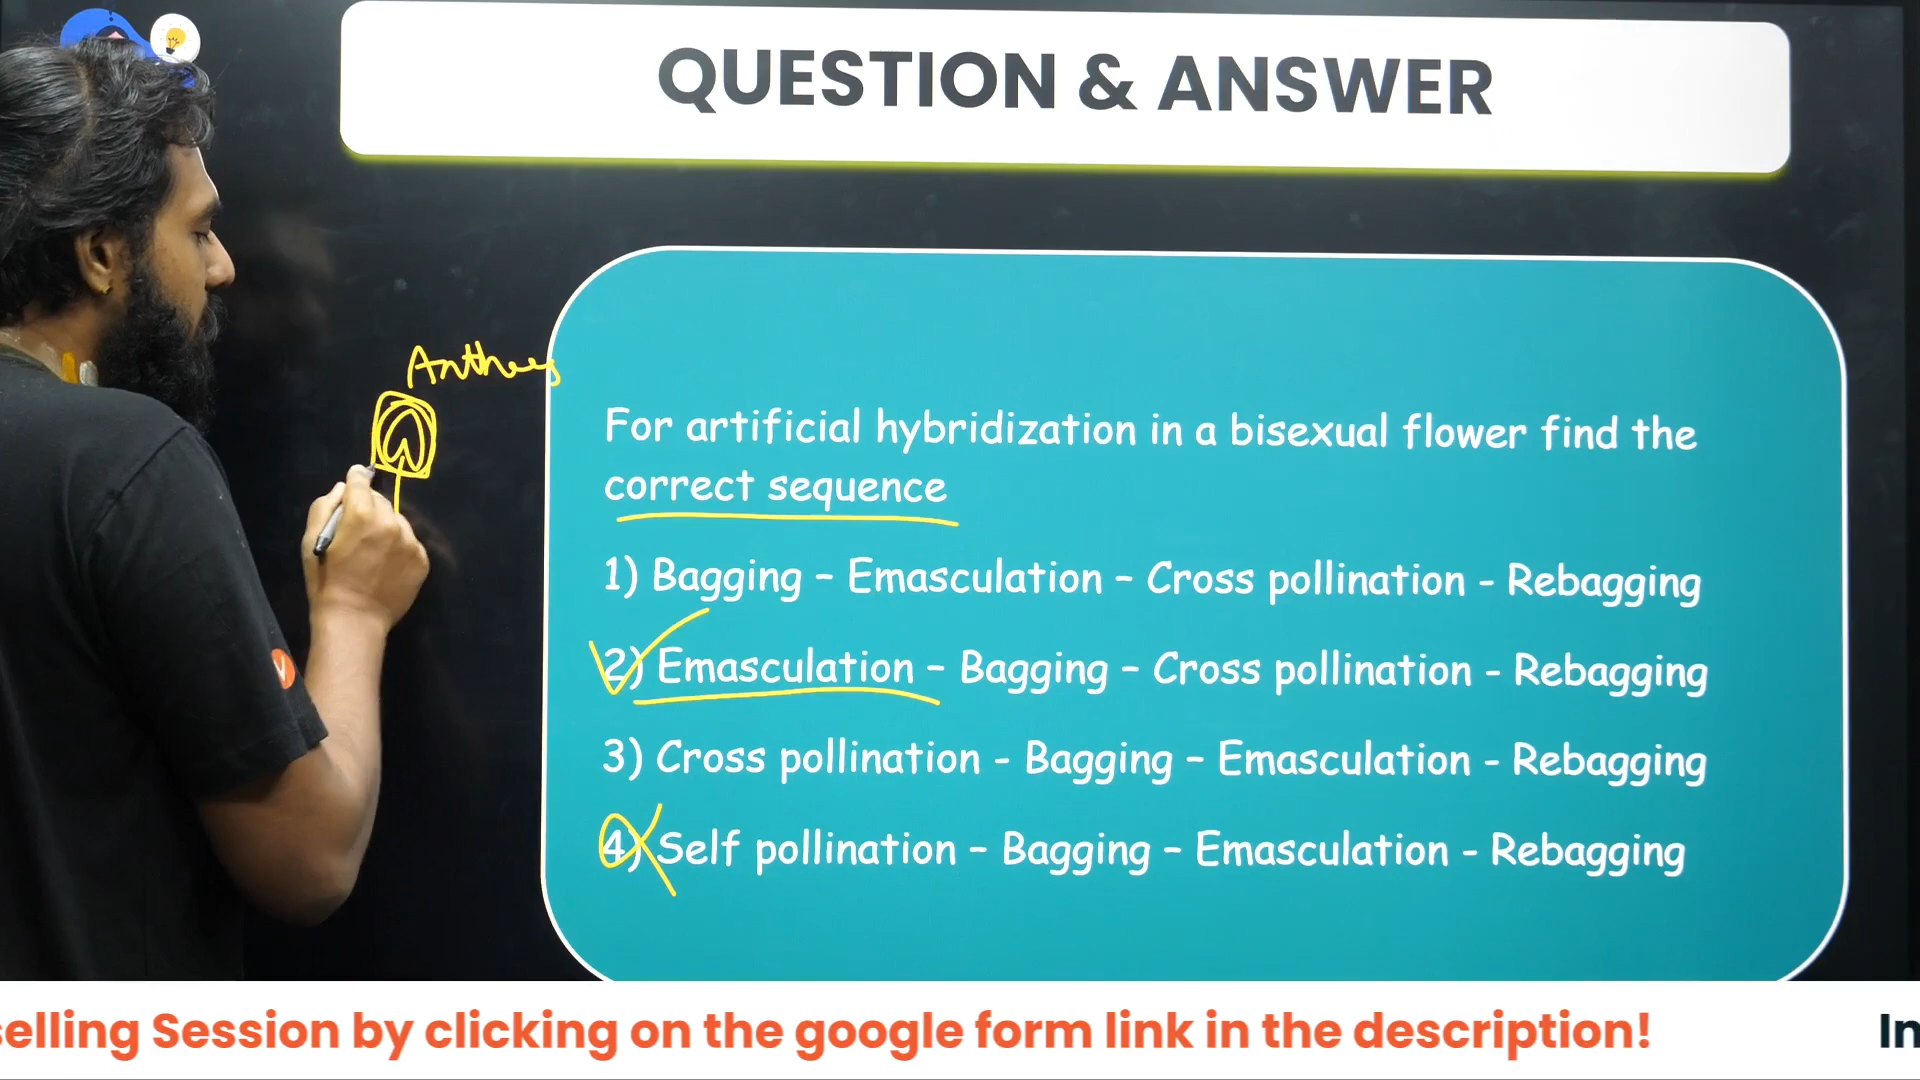 QUESTION & ANSWER
For artificial hybridization in a bisexual flower find the
correct sequence
1) Bagging – Emasculation – Cross pollination - Rebagging
2) Emasculation – Bagging – Cross pollination - Rebagging
3) Cross pollination - Bagging – Emasculation - Rebagging
4) Self pollination – Bagging – Emasculation - Rebagging
selling Session by clicking on the google form link in the description!
In